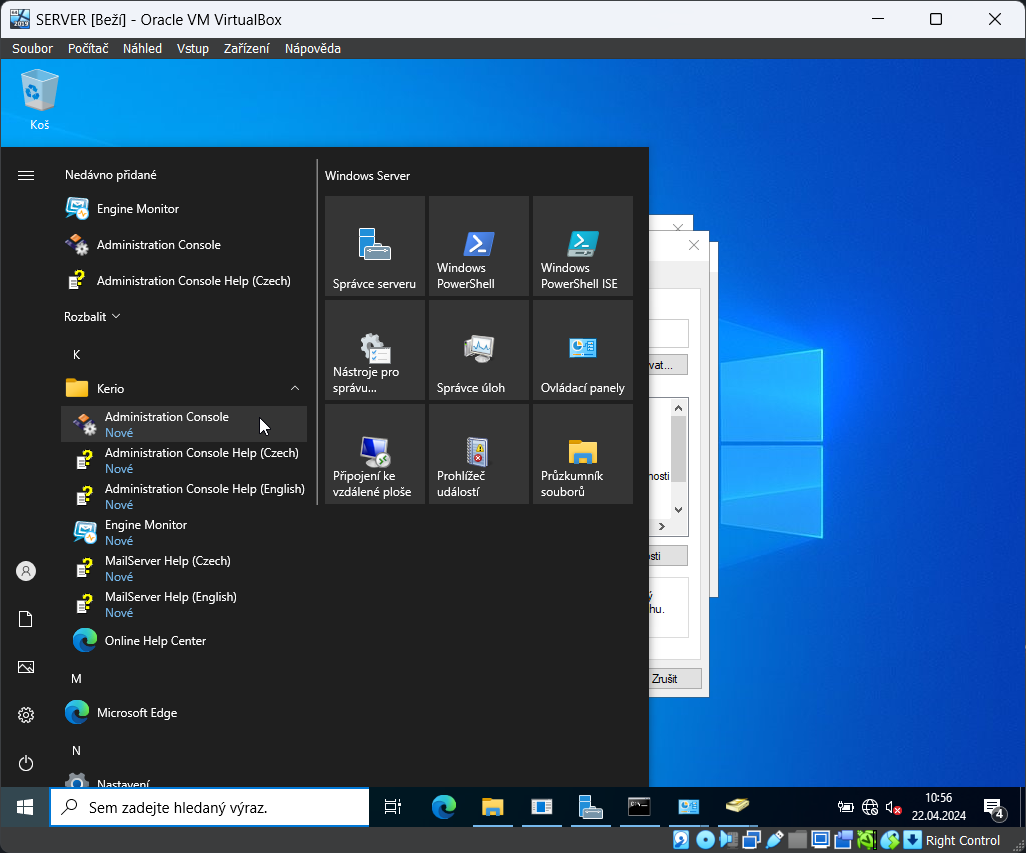 SERVER [Beží] - Oracle VM VirtualBox
Soubor Počítač Náhled Vstup Zařízení Nápověda
Koš
Nedávno přidané
Engine Monitor
Administration Console
Administration Console Help (Czech)
Rozbalit
K
Kerio
Administration Console
Nové
Administration Console Help (Czech)
Nové
Administration Console Help (English)
Nové
Engine Monitor
Nové
MailServer Help (Czech)
Nové
MailServer Help (English)
Nové
Online Help Center
M
Microsoft Edge
N
Nastavení
Windows Server
Správce serveru
Windows
PowerShell
Windows
PowerShell ISE
Nástroje pro
správu...
Správce úloh
Ovládací panely
Připojení ke
vzdálené ploše
Prohlížeč
událostí
Průzkumník
souborů
vat...
nosti
sti
ý
hu.
Zrušit
Sem zadejte hledaný výraz.
10:56
22.04.2024
4
Right Control